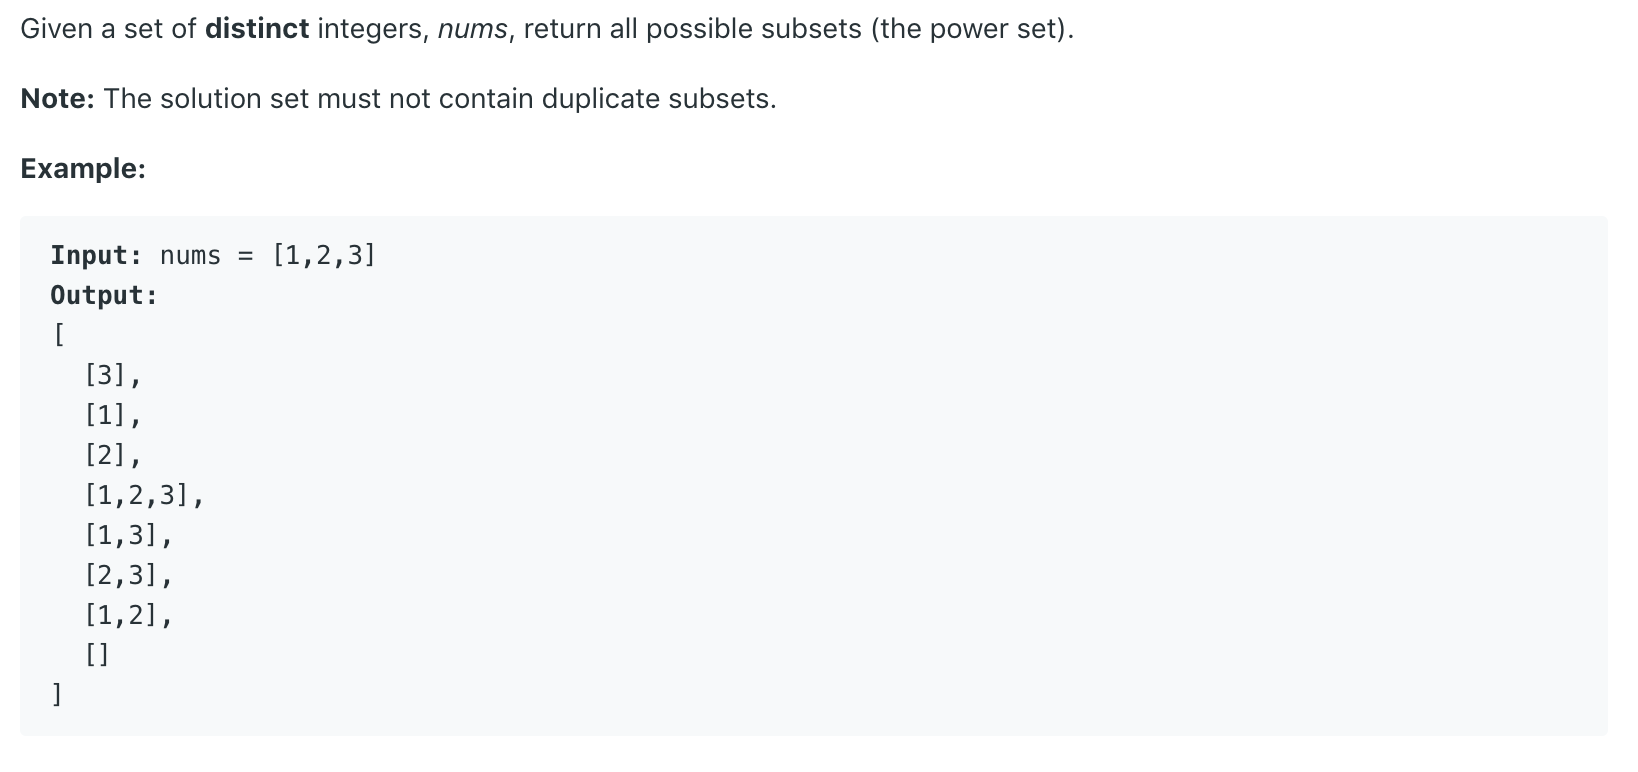 Given a set of distinct integers, nums, return all possible subsets (the power set).
Note: The solution set must not contain duplicate subsets.
Example:
Input: nums = [1,2,3]
Output:
[
  [3],
  [1],
  [2],
  [1,2,3],
  [1,3],
  [2,3],
  [1,2],
  []
]